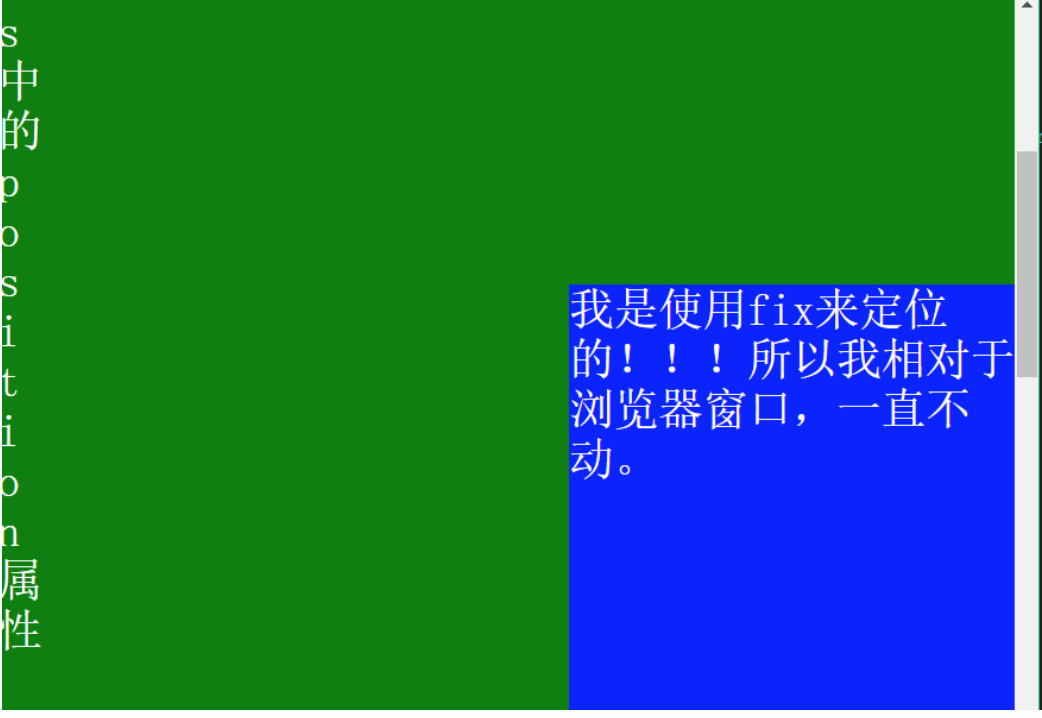 s
中
的
p
o
s
i
t
i
o
n
属
性
我是使用fix来定位
的！！！所以我相对于
浏览器窗口，一直不
动。